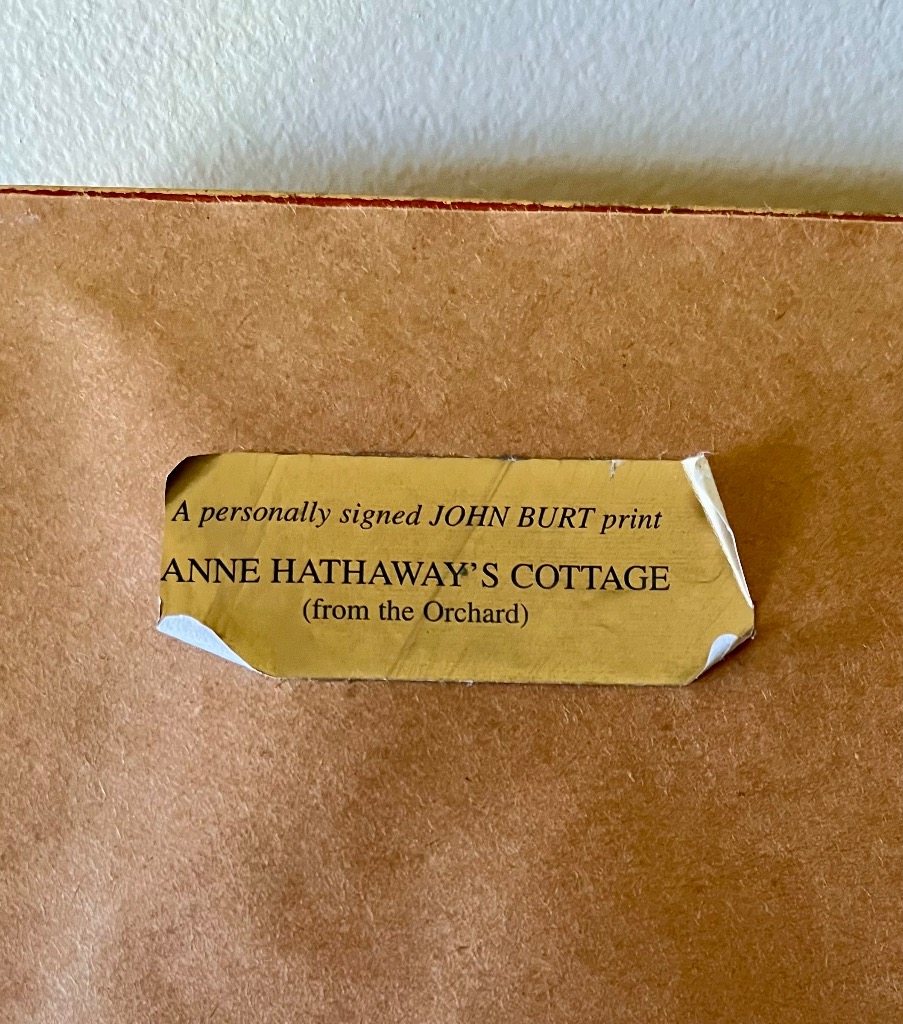 A personally signed JOHN BURT print
ANNE HATHAWAY'S COTTAGE
(from the Orchard)